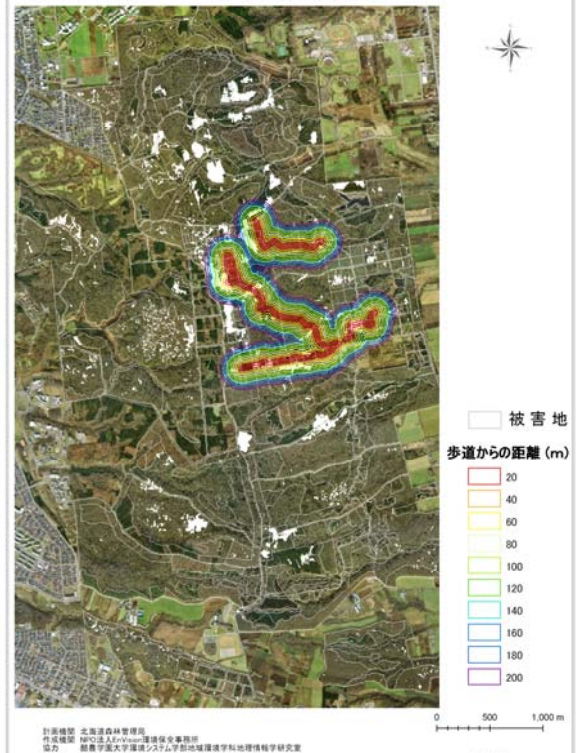 被害地
歩道からの距離 (m)
20
40
60
80
100
120
140
160
180
200
0 500 1,000 m
計画機関 北海道森林管理局
作成機関 NPO法人EnVision環境保全事務所
協力 酪農学園大学環境システム学部地域環境学科地理情報学研究室